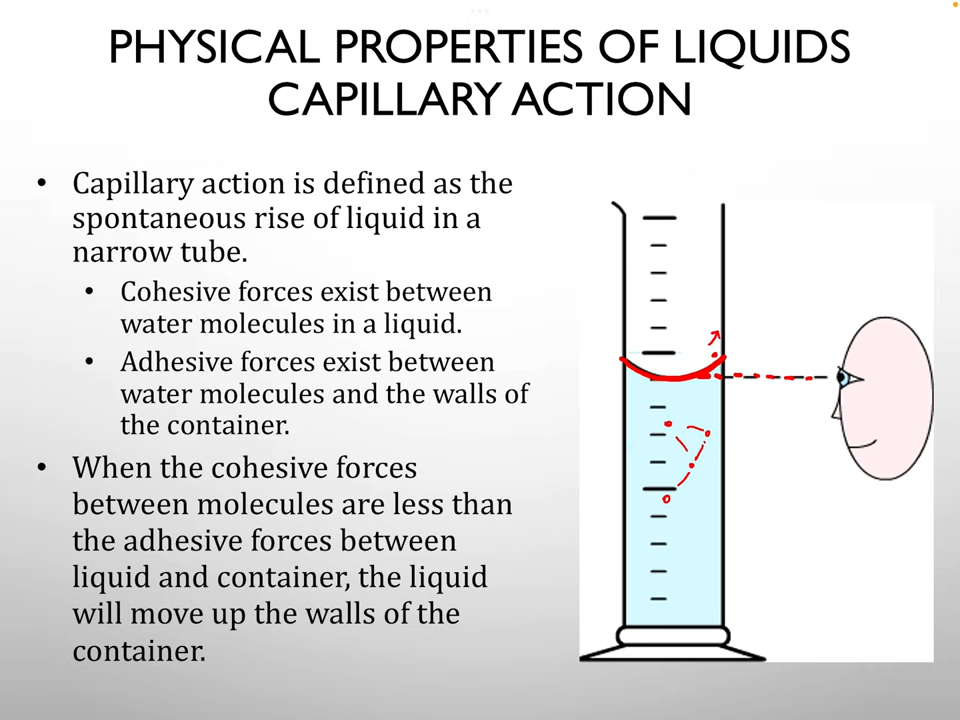 PHYSICAL PROPERTIES OF LIQUIDS
CAPILLARY ACTION
• Capillary action is defined as the
spontaneous rise of liquid in a
narrow tube.
• Cohesive forces exist between
water molecules in a liquid.
• Adhesive forces exist between
water molecules and the walls of
the container.
• When the cohesive forces
between molecules are less than
the adhesive forces between
liquid and container, the liquid
will move up the walls of the
container.